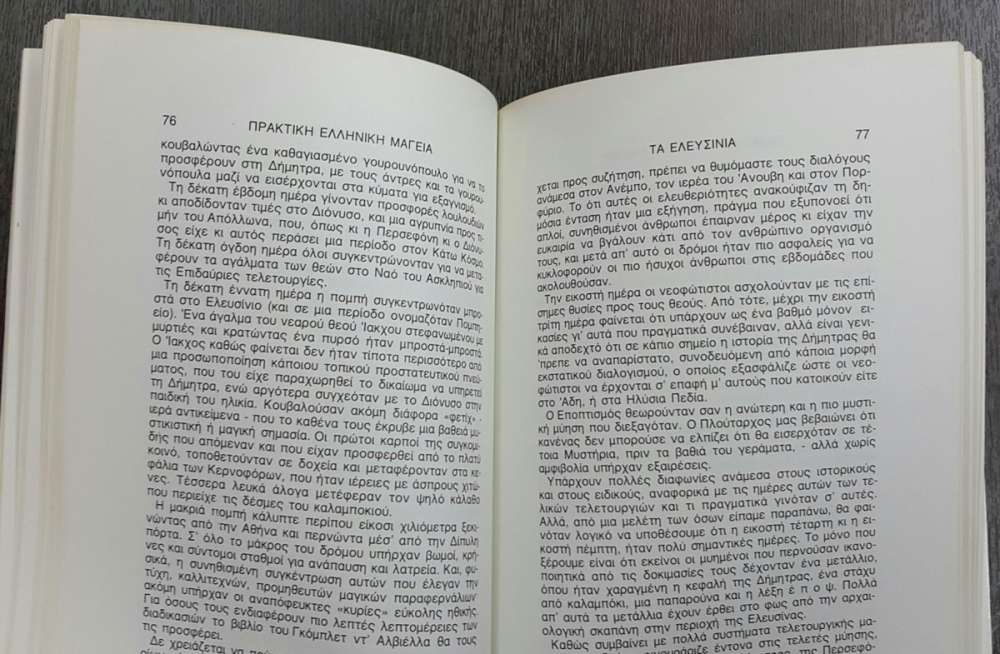 76
ΠΡΑΚΤΙΚΗ ΕΛΛΗΝΙΚΗ ΜΑΓΕΙΑ
κουβαλώντας ένα καθαγιασμένο γουρουνόπουλο για να το
προσφέρουν στη Δήμητρα, με τους άντρες και τα γουρου-
νόπουλα μαζί να εισέρχονται στα κύματα για εξαγνισμό.
Τη δέκατη έβδομη ημέρα γίνονταν προσφορές λουλουδιών
κι αποδίδονταν τιμές στο Διόνυσο, και μια αγρυπνία προς τι-
μήν του Απόλλωνα, που, όπως κι η Περσεφόνη κι ο Διόνυ-
σος είχε κι αυτός περάσει μια περίοδο στον Κάτω Κόσμο.
Τη δέκατη όγδοη ημέρα όλοι συγκεντρώνονταν για να μετα-
φέρουν τα αγάλματα των θεών στο Ναό του Ασκληπιού για
τις Επιδαύριες τελετουργίες.
Τη δέκατη έννατη ημέρα η πομπή συγκεντρωνόταν μπρο-
στά στο Ελευσίνιο (και σε μια περίοδο ονομαζόταν Πομπη-
είο). Ένα άγαλμα του νεαρού θεού Ίακχου στεφανωμένου με
μυρτιές και κρατώντας ένα πυρσό ήταν μπροστά-μπροστά.
Ο Ίακχος καθώς φαίνεται δεν ήταν τίποτα περισσότερο από
μια προσωποποίηση κάποιου τοπικού προστατευτικού πνεύ-
ματος, που του είχε παραχωρηθεί το δικαίωμα να υπηρετεί
τη Δήμητρα, ενώ αργότερα συγχεόταν με το Διόνυσο στην
παιδική του ηλικία. Κουβαλούσαν ακόμη διάφορα «φετίχ» -
ιερά αντικείμενα - που το καθένα τους έκρυβε μια βαθειά μυ-
στικιστική ή μαγική σημασία. Οι πρώτοι καρποί της συγκομι-
δής που απόμεναν και που είχαν προσφερθεί από το πλατύ
κοινό, τοποθετούνταν σε δοχεία και μεταφέρονταν στα κε-
φάλια των Κερνοφόρων, που ήταν ιέρειες με άσπρους χιτώ-
νες. Τέσσερα λευκά άλογα μετέφεραν τον ψηλό κάλαθο
που περιείχε τις δέσμες του καλαμποκιού.
Η μακριά πομπή κάλυπτε περίπου είκοσι χιλιόμετρα ξεκι-
νώντας από την Αθήνα και περνώντα μέσ' από την Δίπυλη
πόρτα. Σ' όλο το μάκρος του δρόμου υπήρχαν βωμοί, κρή-
νες και σύντομοι σταθμοί για ανάπαυση και λατρεία. Και, φυ-
σικά, η συνηθισμένη συγκέντρωση αυτών που έλεγαν την
τύχη, καλλιτεχνών, προμηθευτών μαγικών παραφερνάλιων·
ακόμη υπήρχαν οι αναπόφευκτες «κυρίες» εύκολης ηθικής.
Για όσους τους ενδιαφέρουν πιο λεπτές λεπτομέρειες των
διαδικασιών το βιβλίο του Γκόμπλετ ντ' Αλβιέλλα θα τους
τις προσφέρει.
Δε χρειάζεται να
77
ΤΑ ΕΛΕΥΣΙΝΙΑ
χεται προς συζήτηση, πρέπει να θυμόμαστε τους διαλόγους
ανάμεσα στον Ανέμπο, τον ιερέα του Άνουβη και στον Πορ-
φύριο. Το ότι αυτές οι ελευθεριότητες ανακούφιζαν τη δη-
μόσια ένταση ήταν μια εξήγηση, πράγμα που εξυπονοεί ότι
απλοί, συνηθισμένοι άνθρωποι έπαιρναν μέρος κι είχαν την
ευκαιρία να βγάλουν κάτι από τον ανθρώπινο οργανισμό
τους, και μετά απ' αυτό οι δρόμοι ήταν πιο ασφαλείς για να
κυκλοφορούν οι πιο ήσυχοι άνθρωποι στις εβδομάδες που
ακολουθούσαν.
Την εικοστή ημέρα οι νεοφώτιστοι ασχολούνταν με τις επί-
σημες θυσίες προς τους θεούς. Από τότε, μέχρι την εικοστή
τρίτη ημέρα φαίνεται ότι υπάρχουν ως ένα βαθμό μόνον ει-
κασίες γι' αυτά που πραγματικά συνέβαιναν, αλλά είναι γενι-
κά αποδεχτό ότι σε κάπιο σημείο η ιστορία της Δήμητρας θα
'πρεπε να αναπαρίστατο, συνοδευόμενη από κάποια μορφή
εκστατικού διαλογισμού, ο οποίος εξασφάλιζε ώστε οι νεο-
φώτιστοι να έρχονται σ' επαφή μ' αυτούς που κατοικούν είτε
στο 'Αδη, ή στα Ηλύσια Πεδία.
Ο Εποπτισμός θεωρούνταν σαν η ανώτερη και η πιο μυστι-
κή μύηση που διεξαγόταν. Ο Πλούταρχος μας βεβαιώνει ότι
κανένας δεν μπορούσε να ελπίζει ότι θα εισερχόταν σε τέ-
τοια Μυστήρια, πριν τα βαθιά του γεράματα, - αλλά χωρίς
αμφιβολία υπήρχαν εξαιρέσεις.
Υπάρχουν πολλές διαφωνίες ανάμεσα στους ιστορικούς
και στους ειδικούς, αναφορικά με τις ημέρες αυτών των τε-
λικών τελετουργιών και τι πραγματικά γινόταν σ' αυτές.
Αλλά, από μια μελέτη των όσων είπαμε παραπάνω, θα φαι-
νόταν λογικό να υποθέσουμε ότι η εικοστή τέταρτη κι η ει-
κοστή πέμπτη, ήταν πολύ σημαντικές ημέρες. Το μόνο που
ξέρουμε είναι ότι εκείνοι οι μυημένοι που περνούσαν ικανο-
ποιητικά από τις δοκιμασίες τους δέχονταν ένα μετάλλιο,
όπου ήταν χαραγμένη η κεφαλή της Δήμητρας, ένα στάχυ
από καλαμπόκι, μια παπαρούνα και η λέξη έ π ο ψ. Πολλά
απ' αυτά τα μετάλλια έχουν έρθει στο φως από την αρχαι-
ολογική σκαπάνη στην περιοχή της Ελευσίνας.
Καθώς συμβαίνει με πολλά συστήματα τελετουργικής μα-
στις τελετές μύησης,
της Περσεφό-